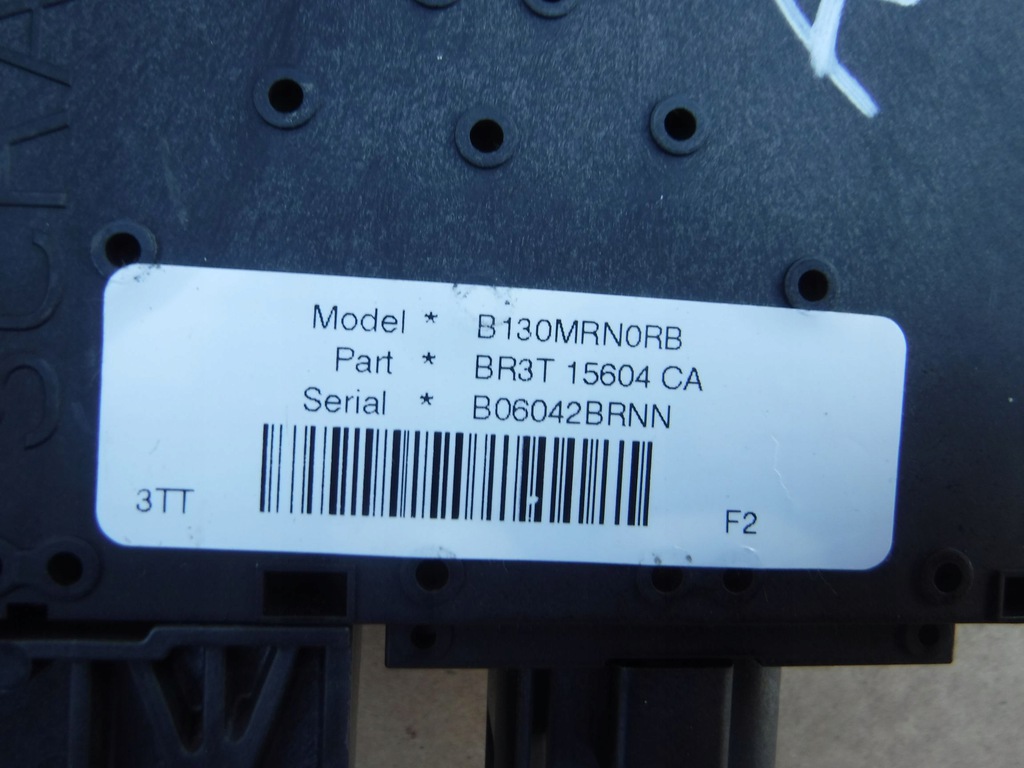 Model * B130MRN0RB
Part * BR3T 15604 CA
Serial * B06042BRNN
3TT
F2